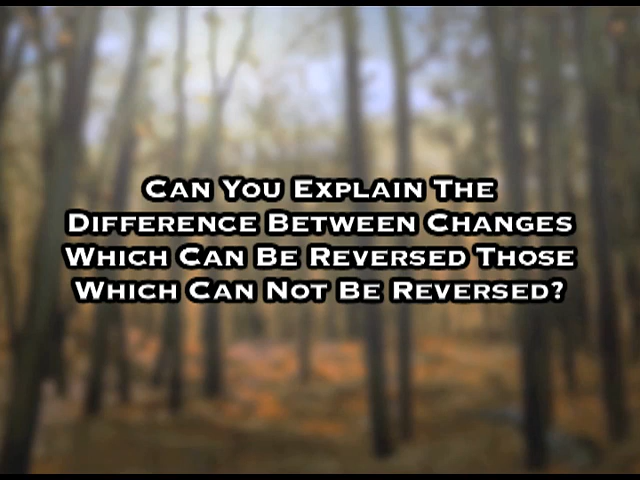 Can You Explain The
Difference Between Changes
Which Can Be Reversed Those
Which Can Not Be Reversed?